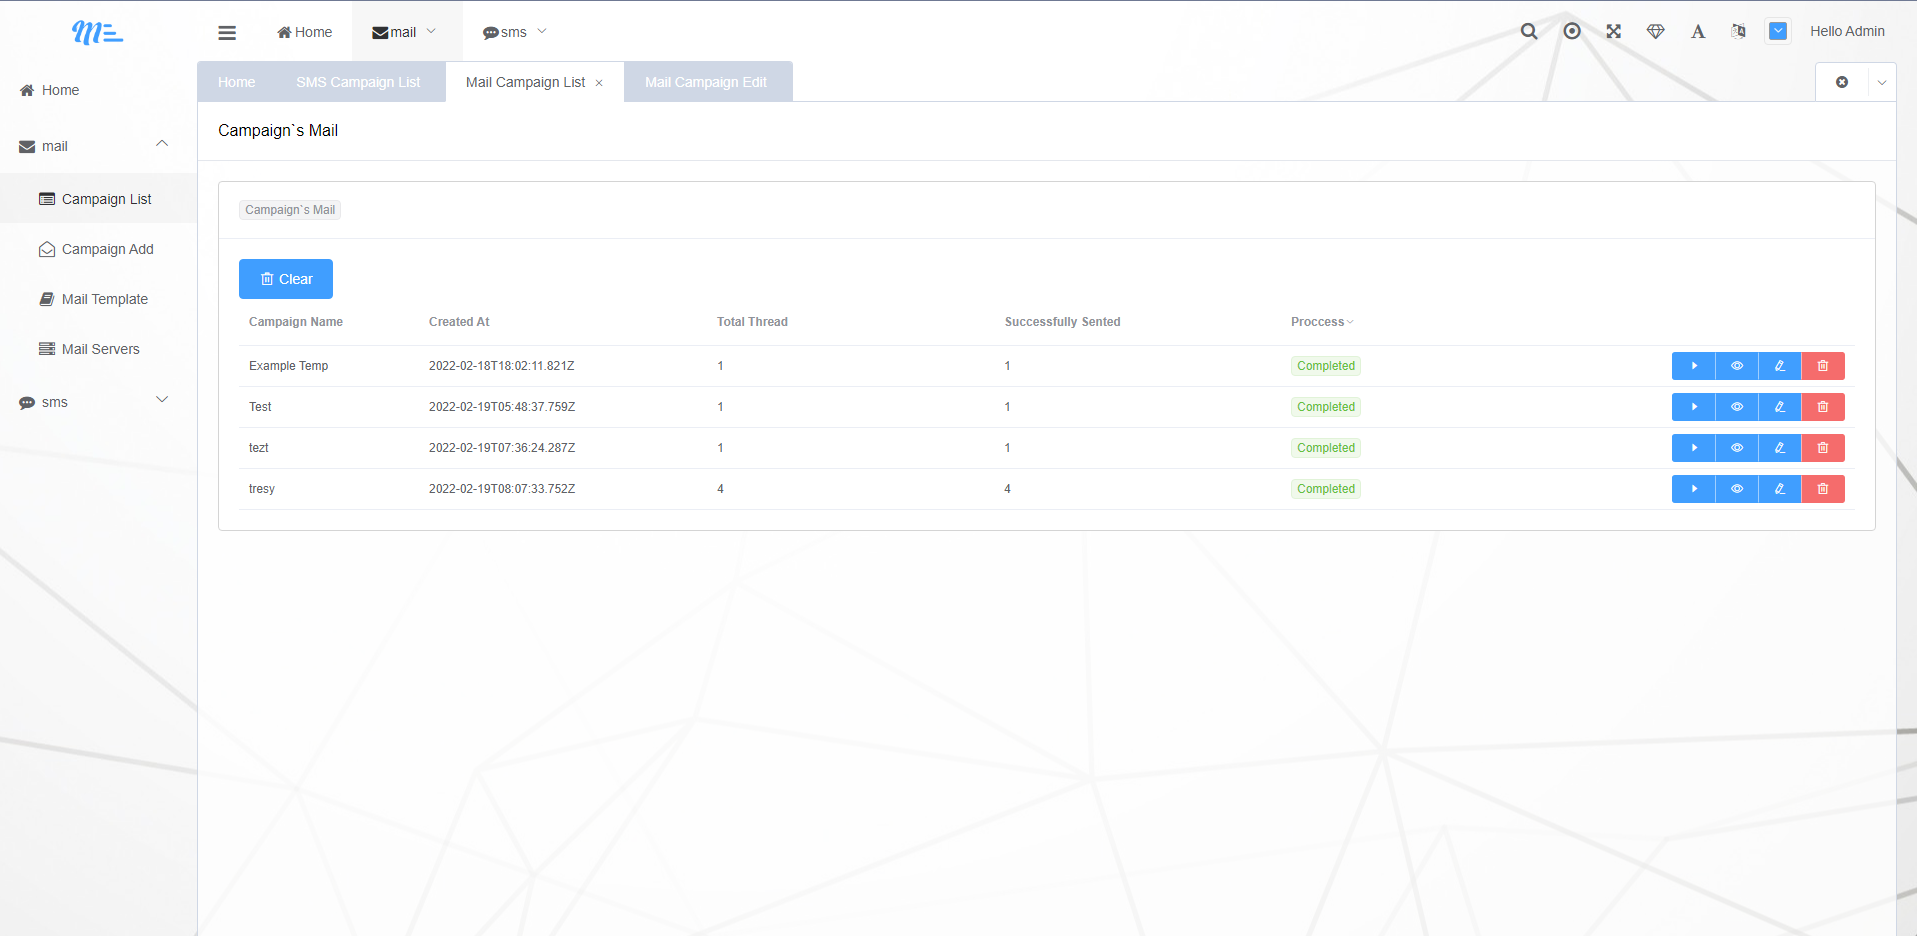 Home mail sms Hello Admin
Home SMS Campaign List Mail Campaign List × Mail Campaign Edit
Home
mail
Campaign List
Campaign Add
Mail Template
Mail Servers
sms
Campaign`s Mail
Campaign`s Mail
Clear
Campaign Name Created At Total Thread Successfully Sented Proccess
Example Temp 2022-02-18T18:02:11.821Z 1 1 Completed
Test 2022-02-19T05:48:37.759Z 1 1 Completed
tezt 2022-02-19T07:36:24.287Z 1 1 Completed
tresy 2022-02-19T08:07:33.752Z 4 4 Completed